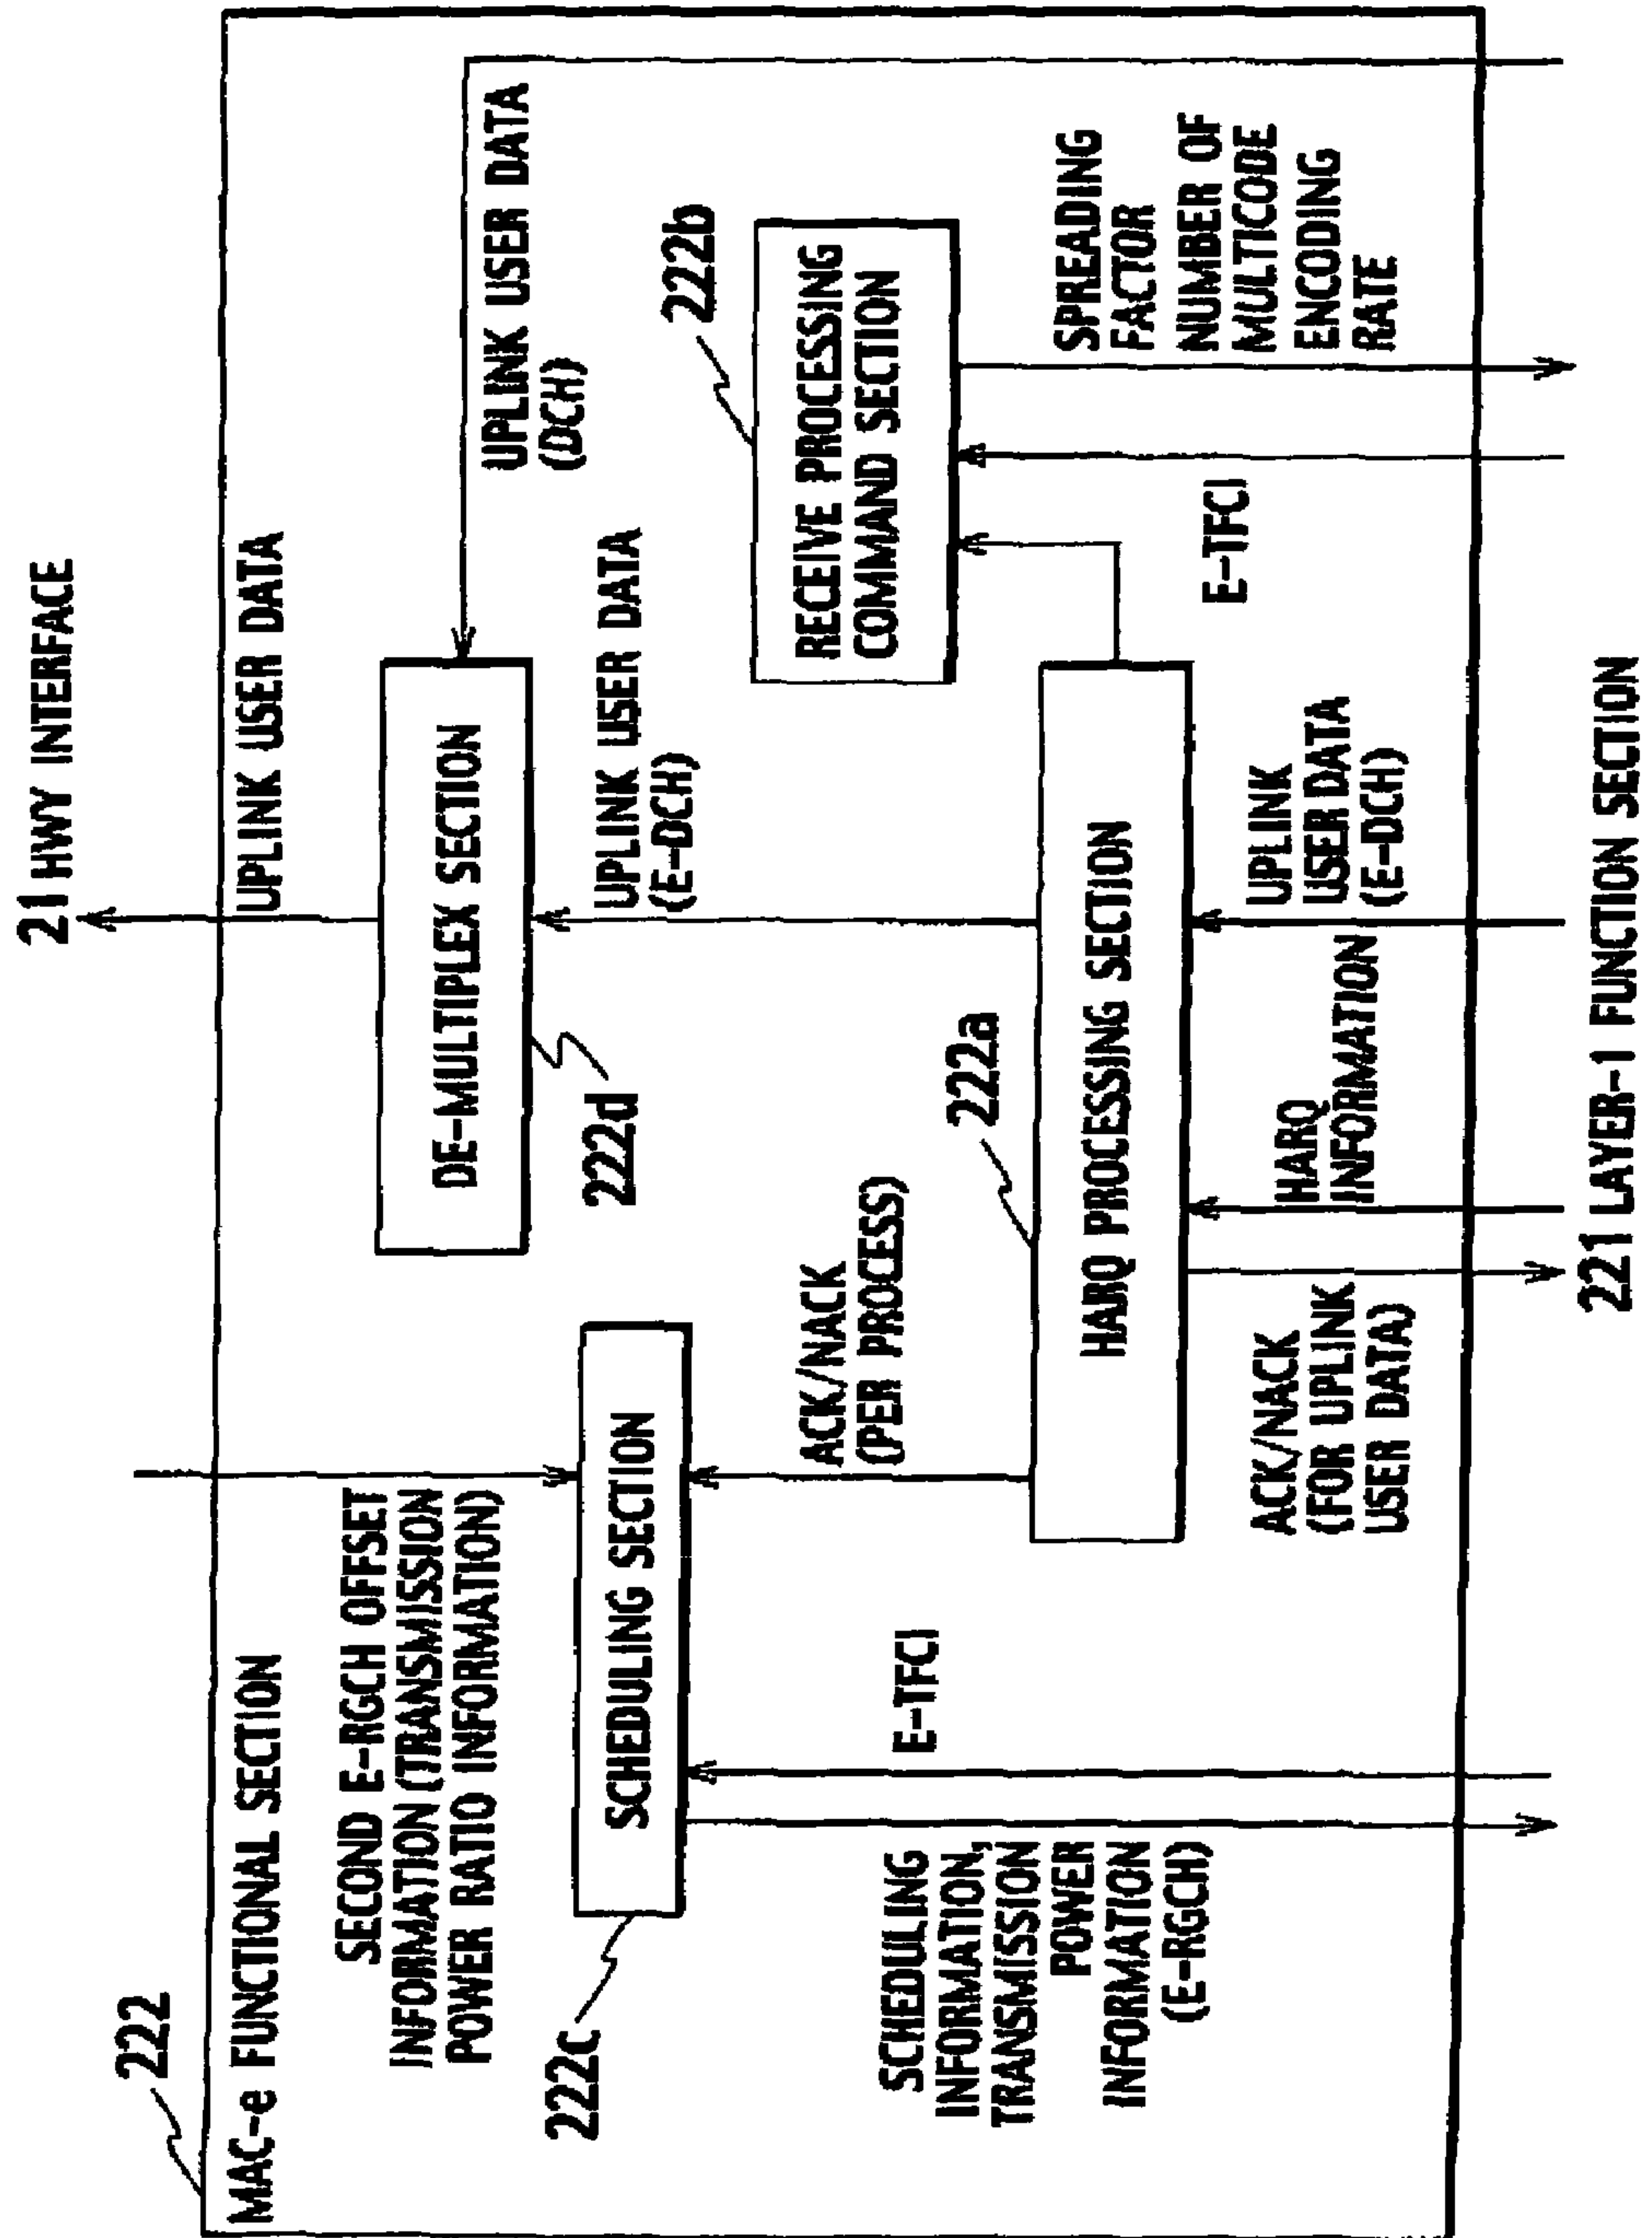 222
MAC-e FUNCTIONAL SECTION
21 HWY INTERFACE
UPLINK USER DATA
SECOND E-RGCH OFFSET
INFORMATION (TRANSMISSION
POWER RATIO INFORMATION)
DE-MULTIPLEX SECTION
222d
UPLINK USER DATA
(DCH)
222c
SCHEDULING SECTION
UPLINK USER DATA
(E-DCH)
222b
RECEIVE PROCESSING
COMMAND SECTION
ACK/NACK
(PER PROCESS)
222a
SCHEDULING
INFORMATION,
TRANSMISSION
POWER
INFORMATION
(E-RGCH)
E-TFCI
HARQ PROCESSING SECTION
SPREADING
FACTOR
NUMBER OF
MULTICODE
ENCODING
RATE
E-TFCI
ACK/NACK
(FOR UPLINK
USER DATA)
HARQ
INFORMATION
UPLINK
USER DATA
(E-DCH)
221 LAYER-1 FUNCTION SECTION